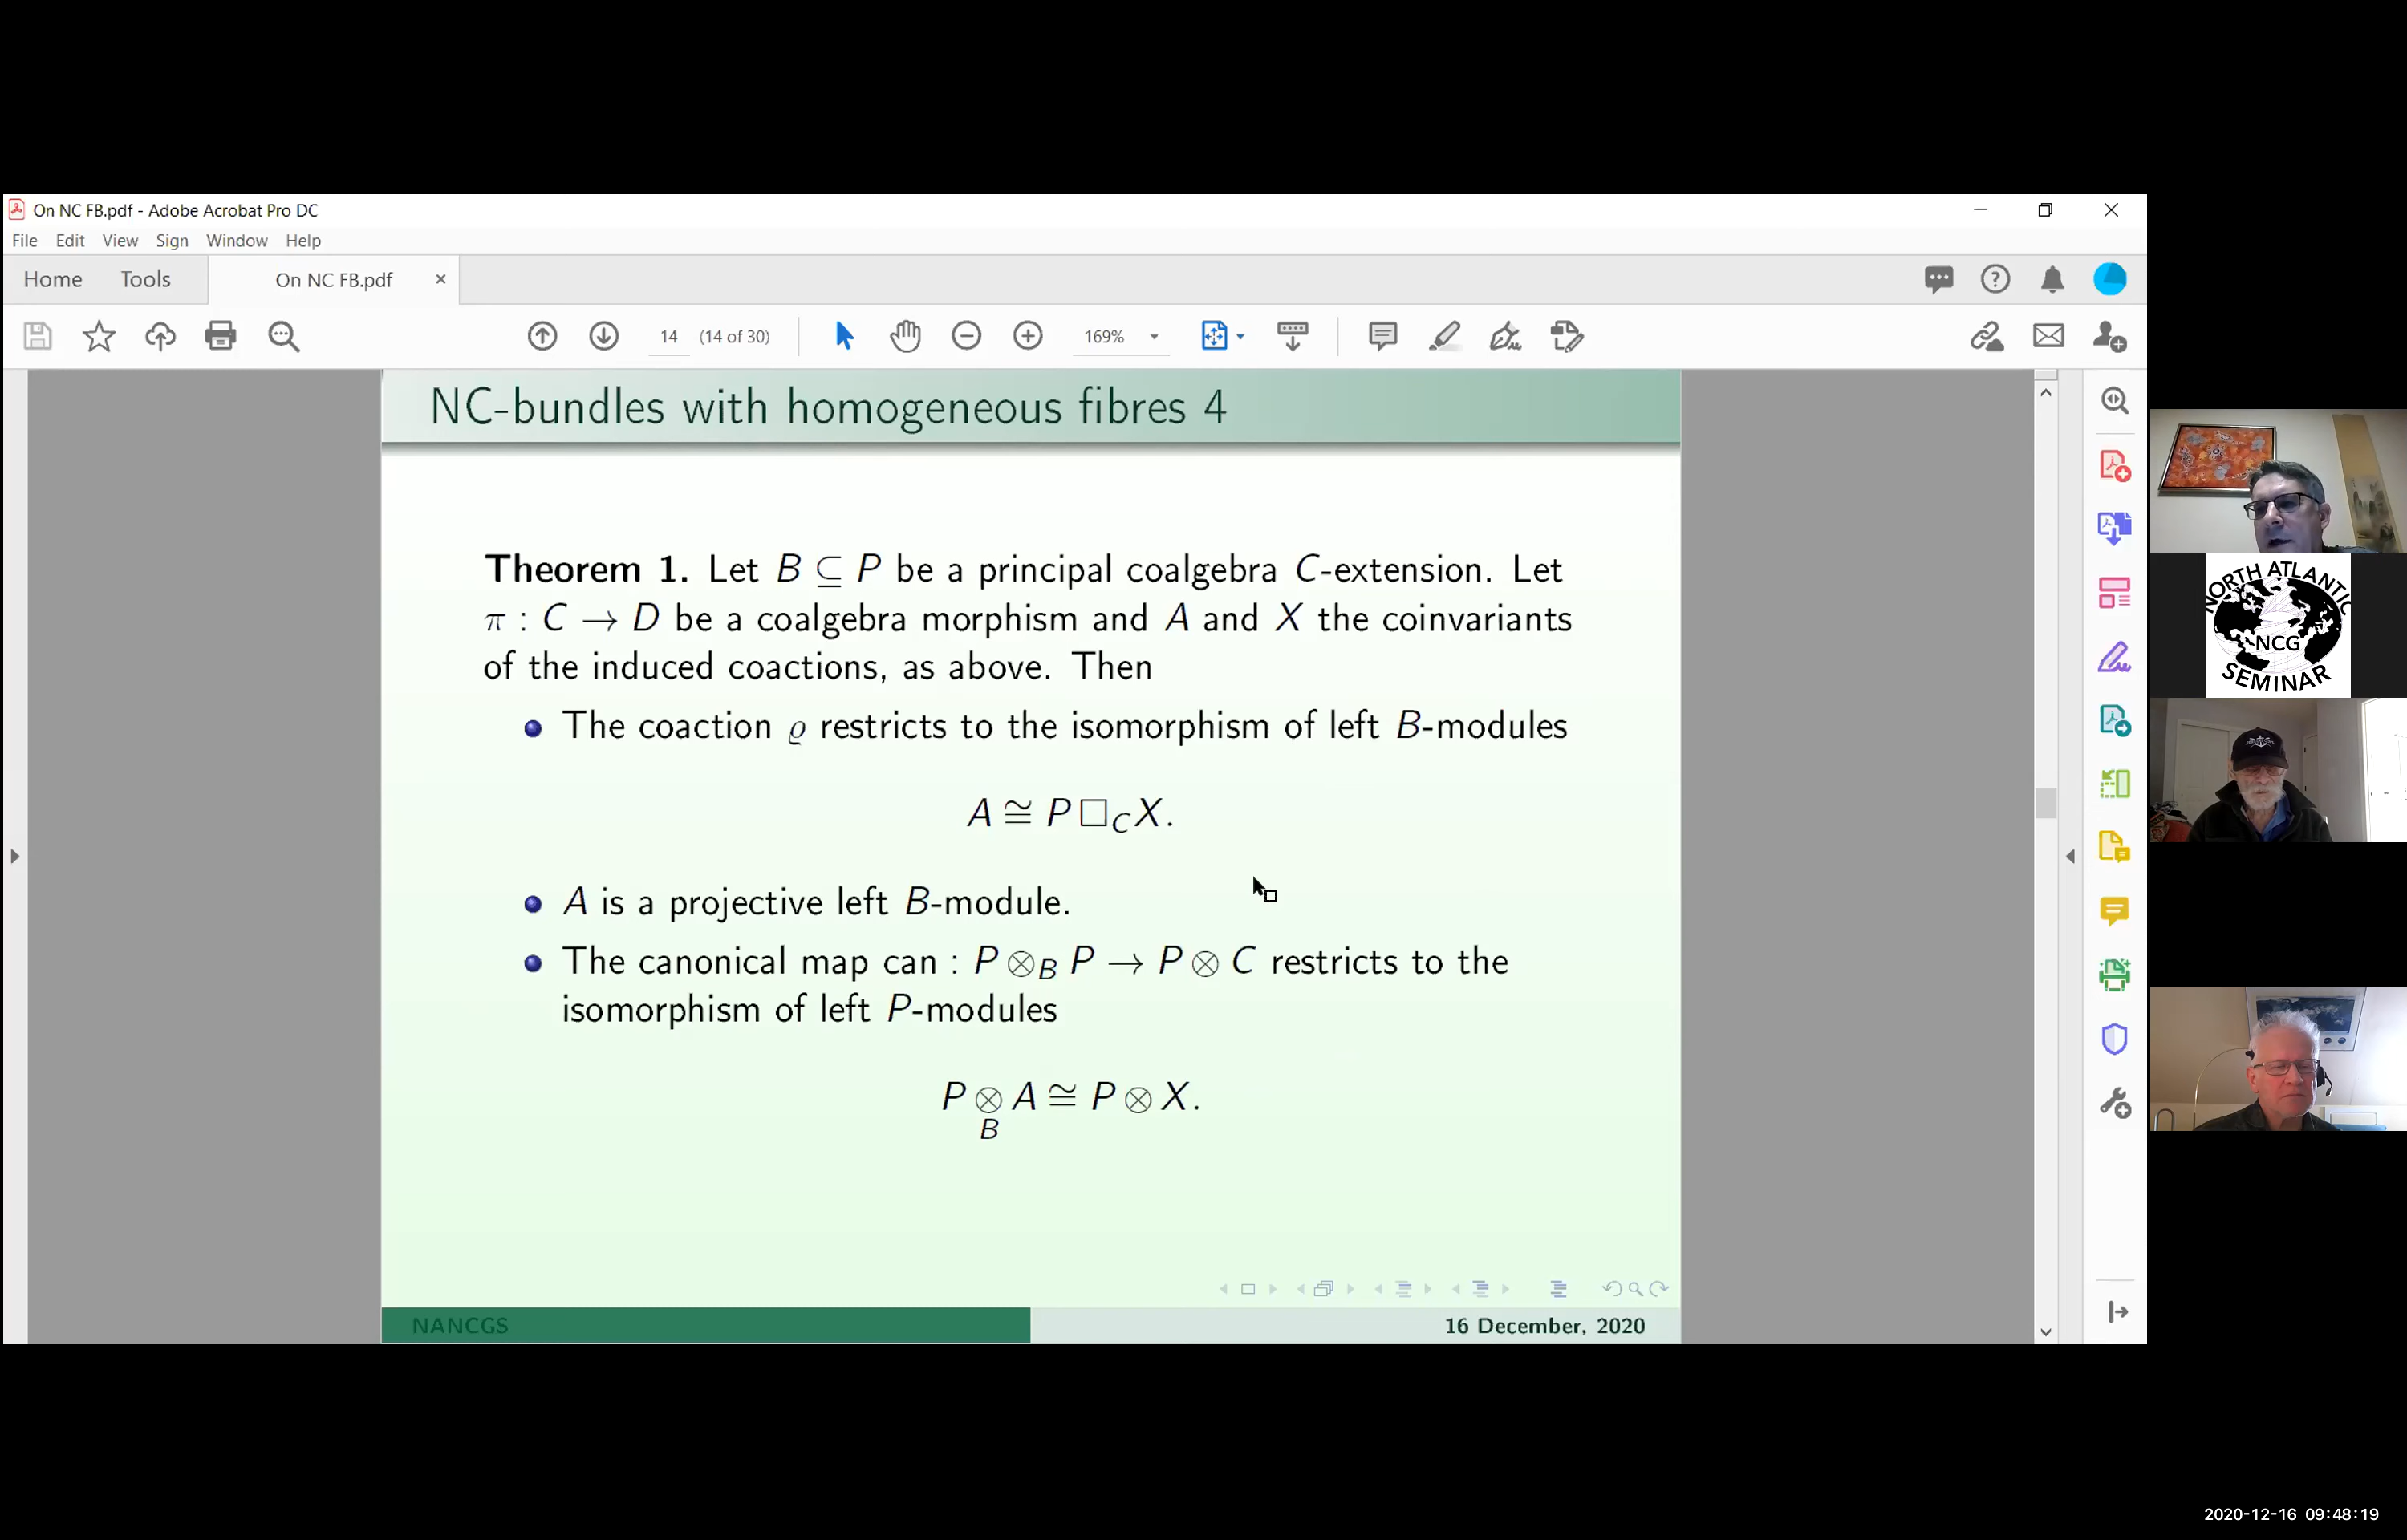 On NC FB.pdf - Adobe Acrobat Pro DC
File Edit View Sign Window Help
Home Tools On NC FB.pdf ×
14 (14 of 30) 169%
NC-bundles with homogeneous fibres 4
Theorem 1. Let B ⊆ P be a principal coalgebra C-extension. Let
π : C → D be a coalgebra morphism and A and X the coinvariants
of the induced coactions, as above. Then
The coaction ϱ restricts to the isomorphism of left B-modules
A ≅ P □_C X.
A is a projective left B-module.
The canonical map can : P ⊗_B P → P ⊗ C restricts to the
isomorphism of left P-modules
P ⊗_B A ≅ P ⊗ X.
NANCGS 16 December, 2020
NORTH ATLANTIC
NCG
SEMINAR
2020-12-16 09:48:19